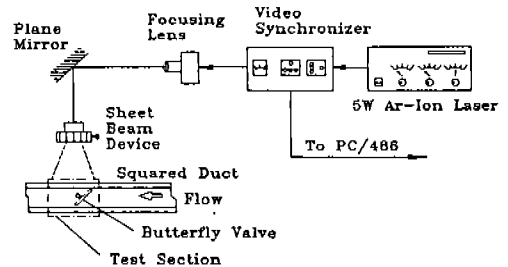 Plane
Mirror
Focusing
Lens
Video
Synchronizer
5W Ar-Ion Laser
To PC/486
Sheet
Beam
Device
Squared Duct
Flow
Butterfly Valve
Test Section